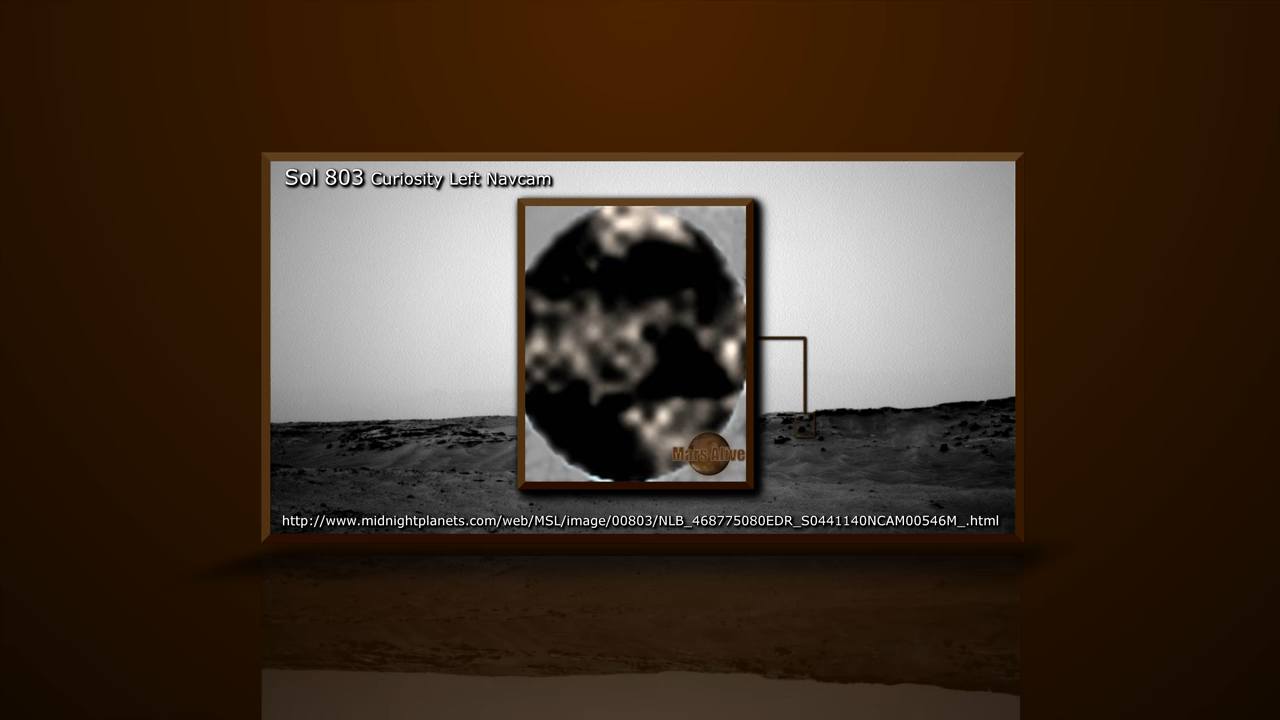 Sol 803 Curiosity Left Navcam
Mars Alive
http://www.midnightplanets.com/web/MSL/image/00803/NLB_468775080EDR_S0441140NCAM00546M_.html